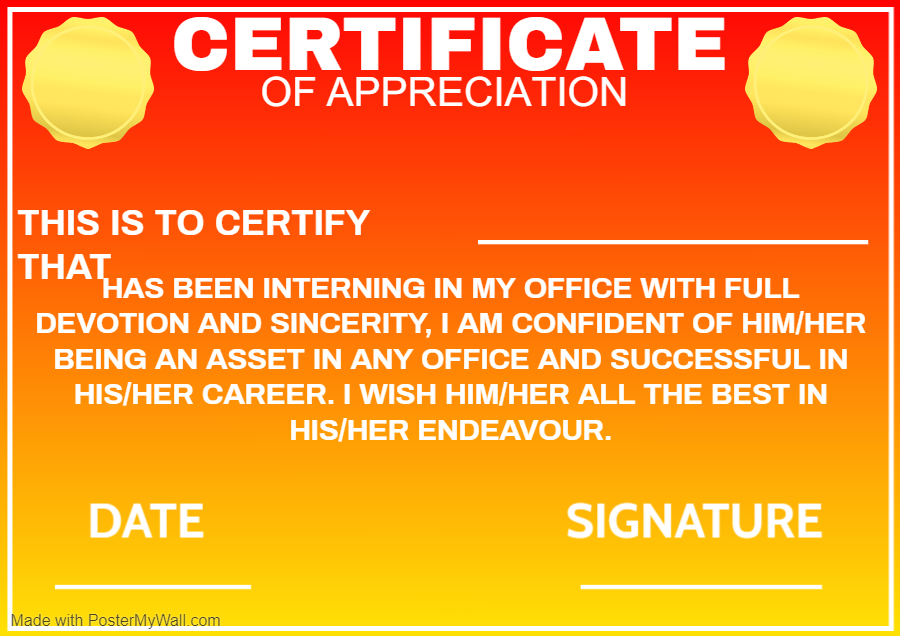 CERTIFICATE
OF APPRECIATION
THIS IS TO CERTIFY
THAT
HAS BEEN INTERNING IN MY OFFICE WITH FULL
DEVOTION AND SINCERITY, I AM CONFIDENT OF HIM/HER
BEING AN ASSET IN ANY OFFICE AND SUCCESSFUL IN
HIS/HER CAREER. I WISH HIM/HER ALL THE BEST IN
HIS/HER ENDEAVOUR.
DATE
SIGNATURE
Made with PosterMyWall.com